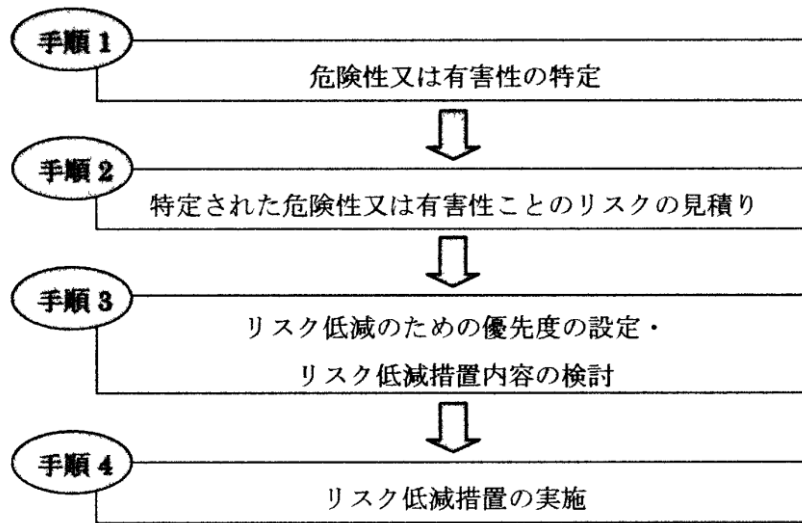 手順 1
危険性又は有害性の特定
手順 2
特定された危険性又は有害性ことのリスクの見積り
手順 3
リスク低減のための優先度の設定・
リスク低減措置内容の検討
手順 4
リスク低減措置の実施